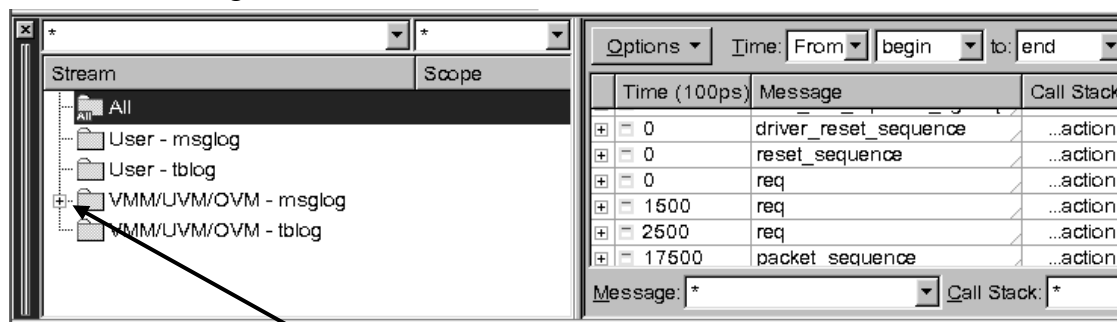 * *
Stream Scope
All
All
User - msglog
User - tblog
VMM/UVM/OVM - msglog
VMM/UVM/OVM - tblog
Options Time: From begin to: end
Time (100ps) Message Call Stack
0 driver_reset_sequence ...action
0 reset_sequence ...action
0 req ...action
1500 req ...action
2500 req ...action
17500 packet_sequence ...action
Message: * Call Stack: *